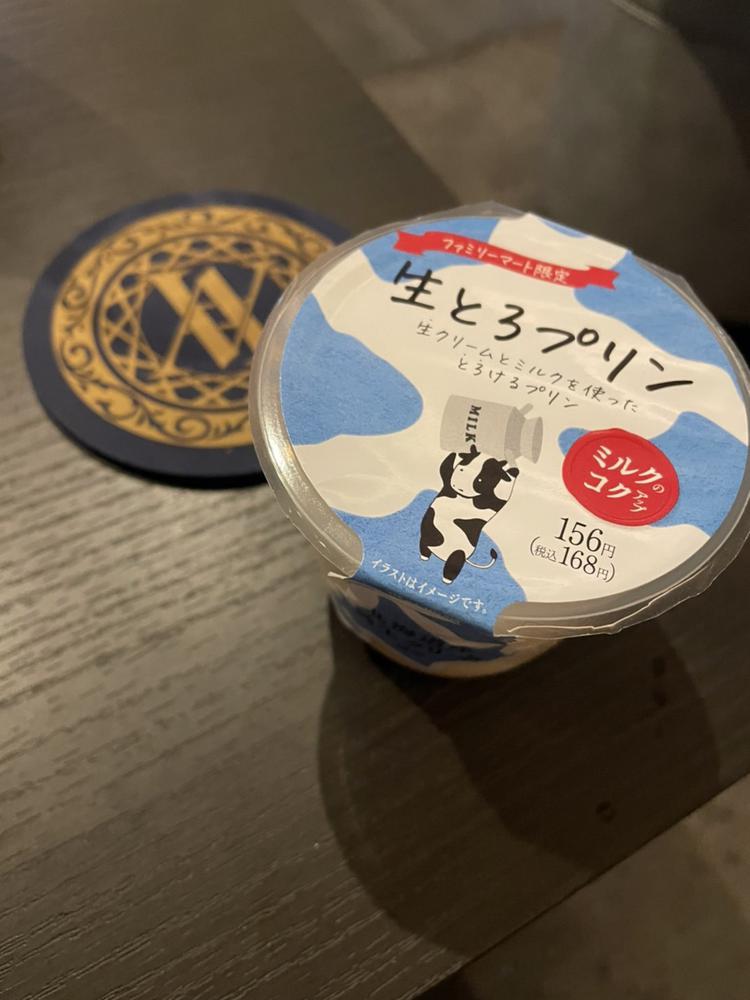 ファミリーマート限定
生とろプリン
生クリームとミルクを使った
とろけるプリン
MILK
ミルクの
コクアップ
156円
(税込168円)
イラストはイメージです。